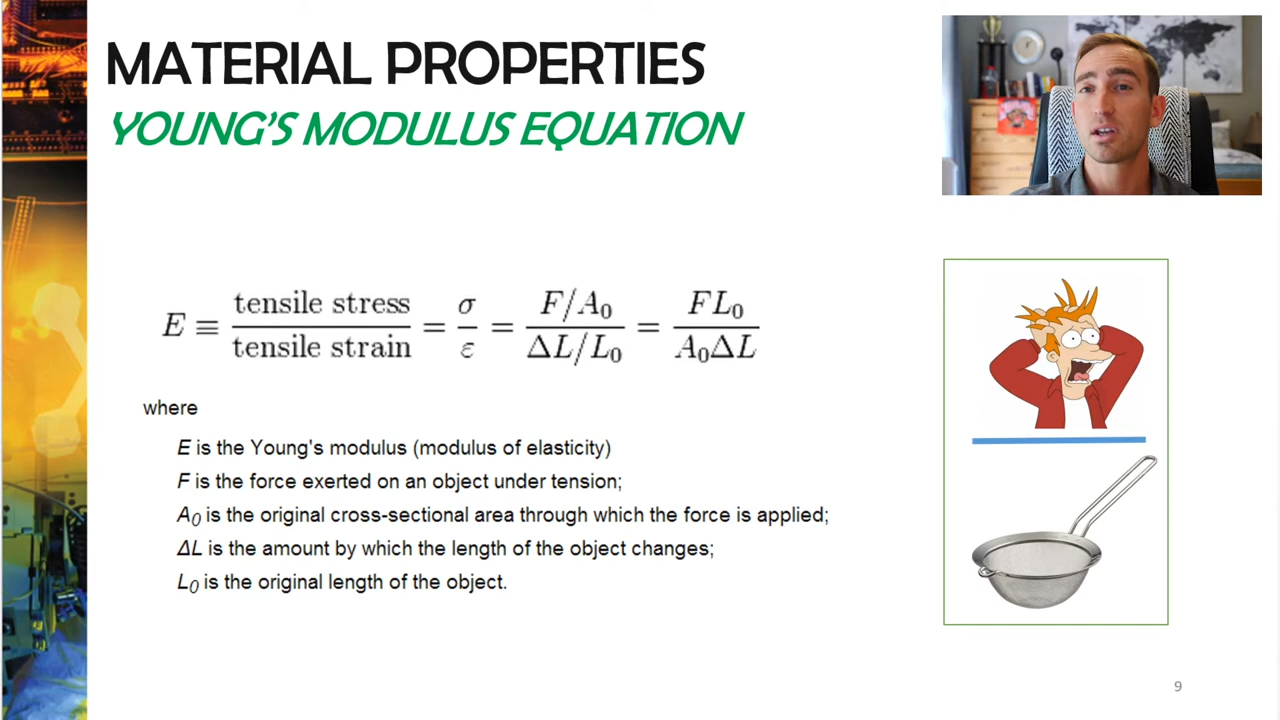 MATERIAL PROPERTIES
YOUNG'S MODULUS EQUATION
E ≡ tensile stress / tensile strain = σ / ε = (F/A₀) / (ΔL/L₀) = FL₀ / A₀ΔL
where
E is the Young's modulus (modulus of elasticity)
F is the force exerted on an object under tension;
A₀ is the original cross-sectional area through which the force is applied;
ΔL is the amount by which the length of the object changes;
L₀ is the original length of the object.
9